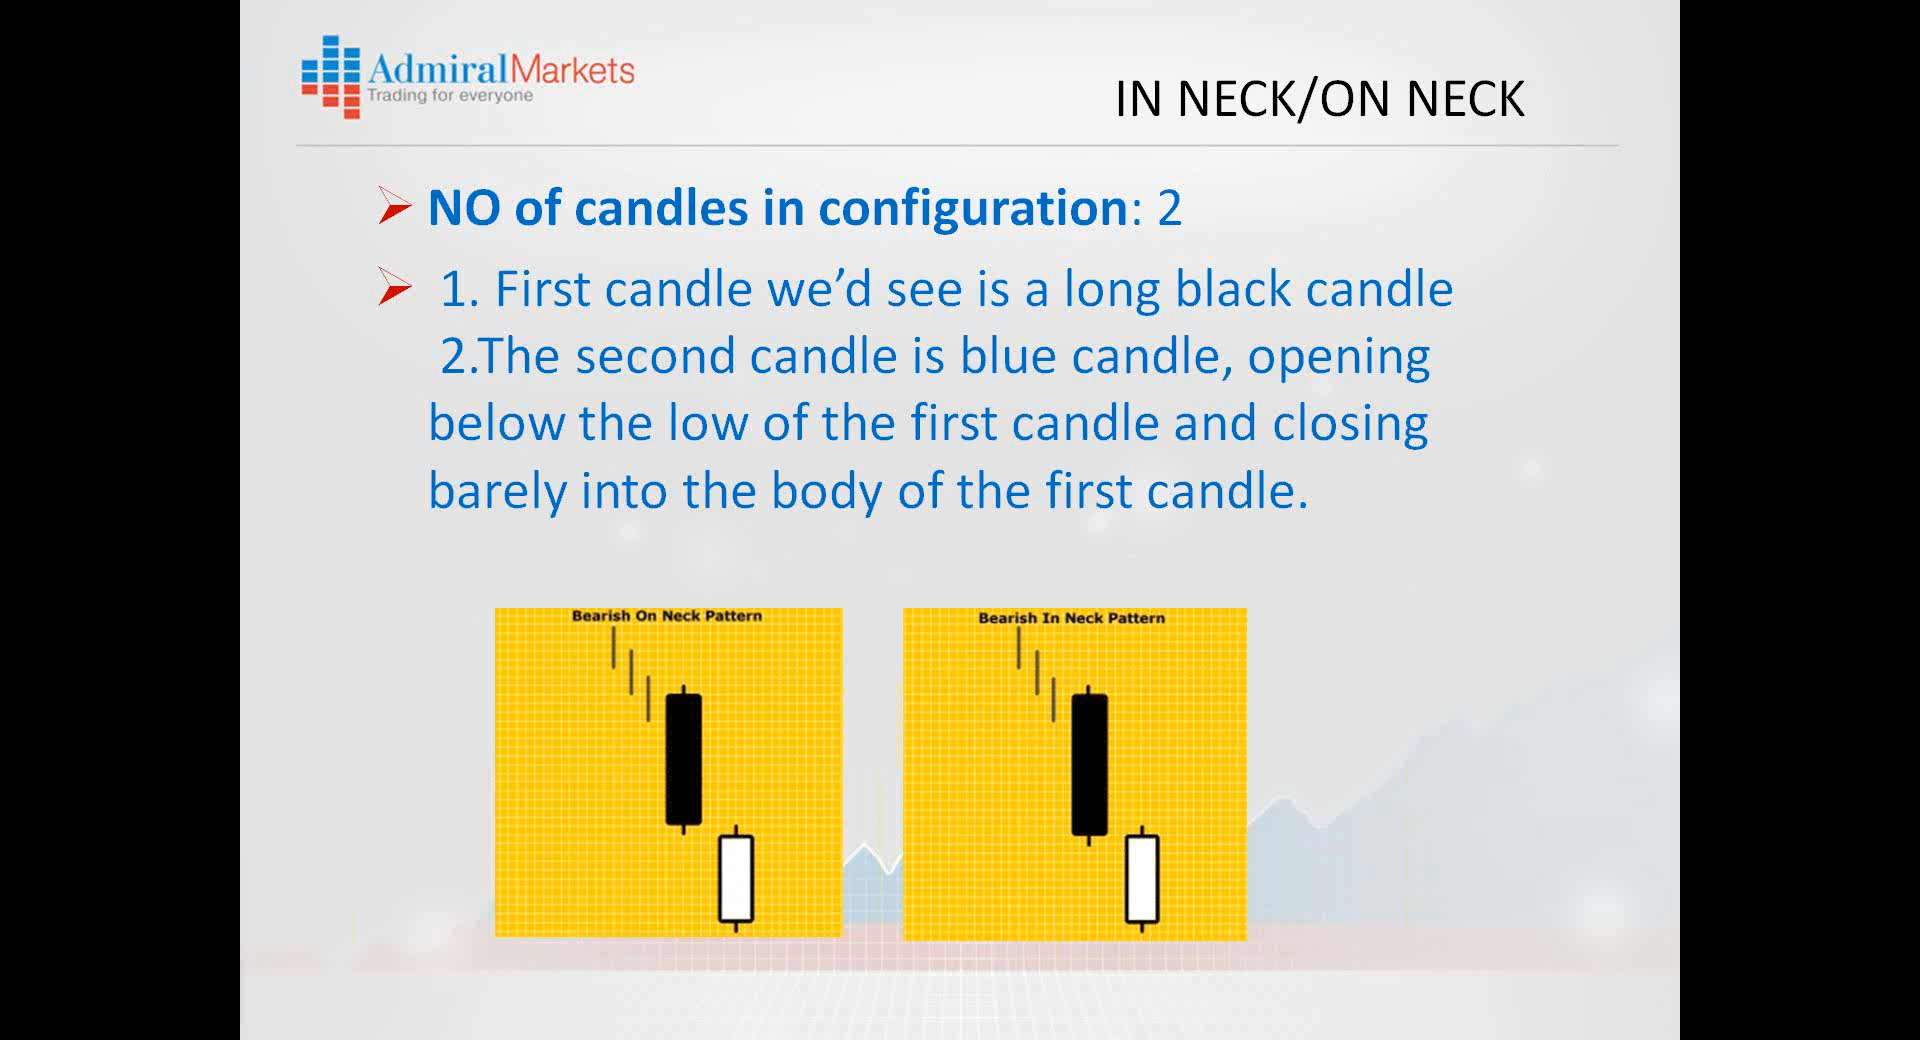 AdmiralMarkets
Trading for everyone
IN NECK/ON NECK
NO of candles in configuration: 2
1. First candle we’d see is a long black candle
2.The second candle is blue candle, opening
below the low of the first candle and closing
barely into the body of the first candle.
Bearish On Neck Pattern
Bearish In Neck Pattern